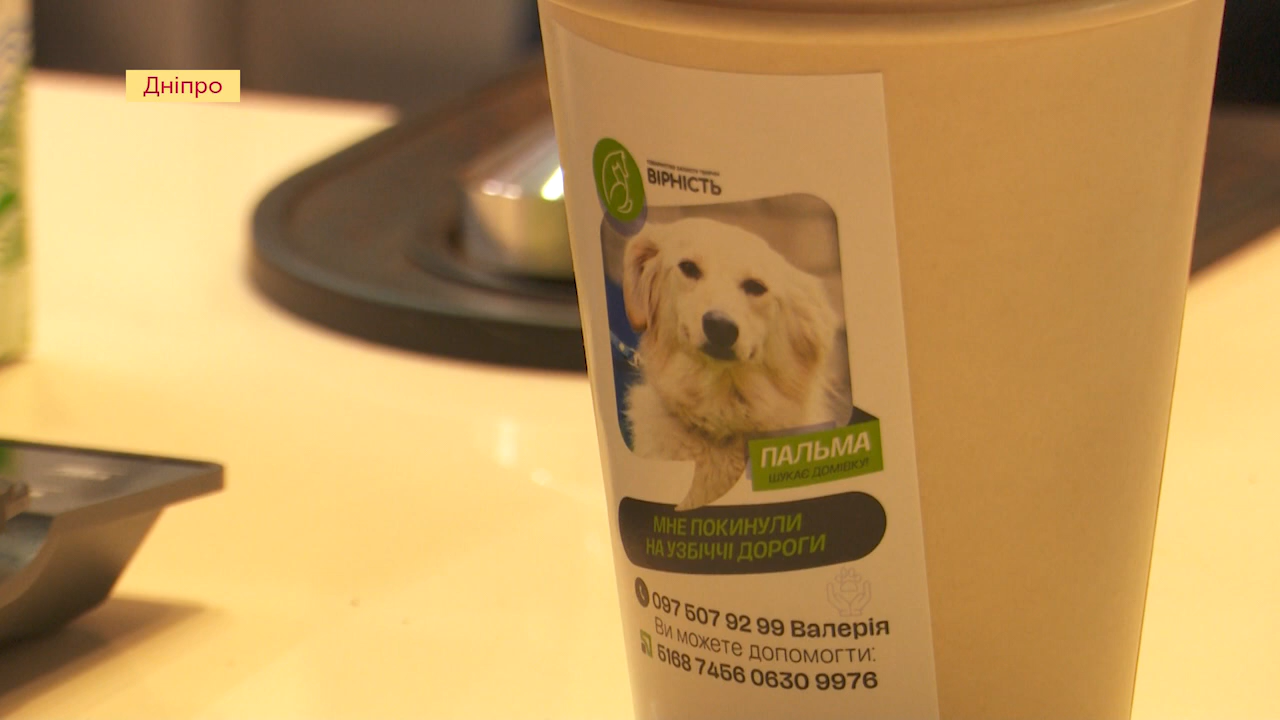 Дніпро
ВІРНІСТЬ
ПАЛЬМА
ШУКАЄ ДОМІВКУ!
МНЕ ПОКИНУЛИ
НА УЗБІЧЧІ ДОРОГИ
097 507 92 99 Валерія
Ви можете допомогти:
5168 7456 0630 9976